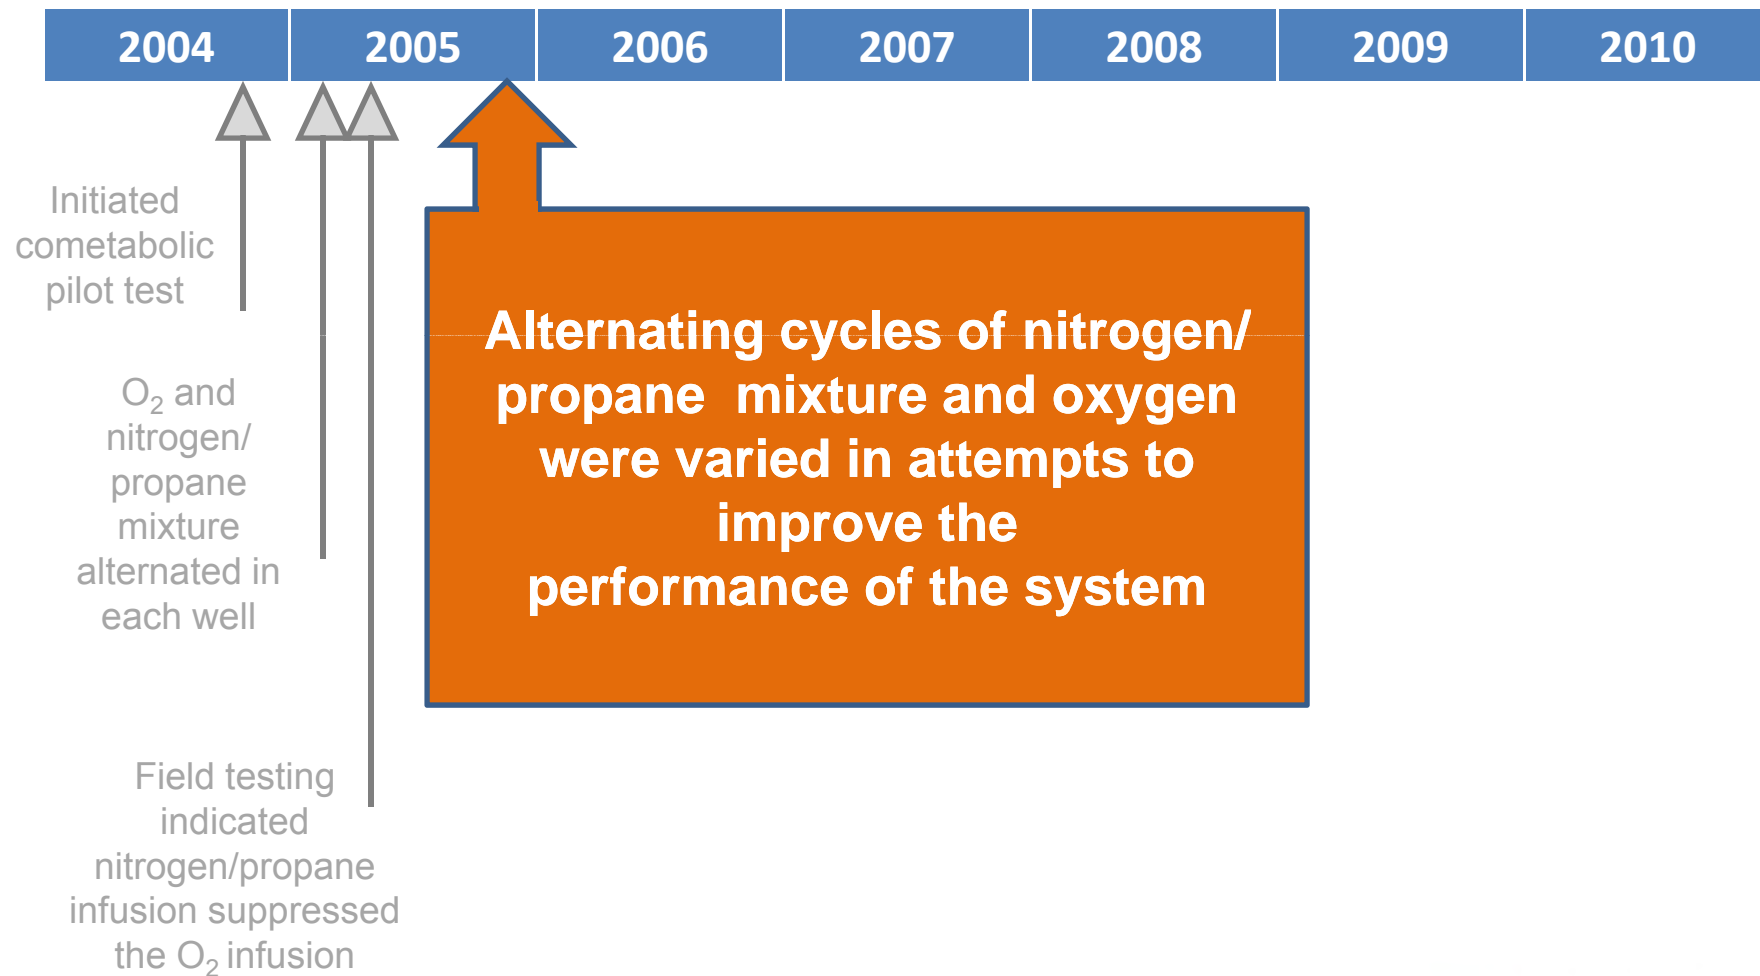 2004 2005 2006 2007 2008 2009 2010
Initiated
cometabolic
pilot test
O₂ and
nitrogen/
propane
mixture
alternated in
each well
Field testing
indicated
nitrogen/propane
infusion suppressed
the O₂ infusion
Alternating cycles of nitrogen/
propane  mixture and oxygen
were varied in attempts to
improve the
performance of the system